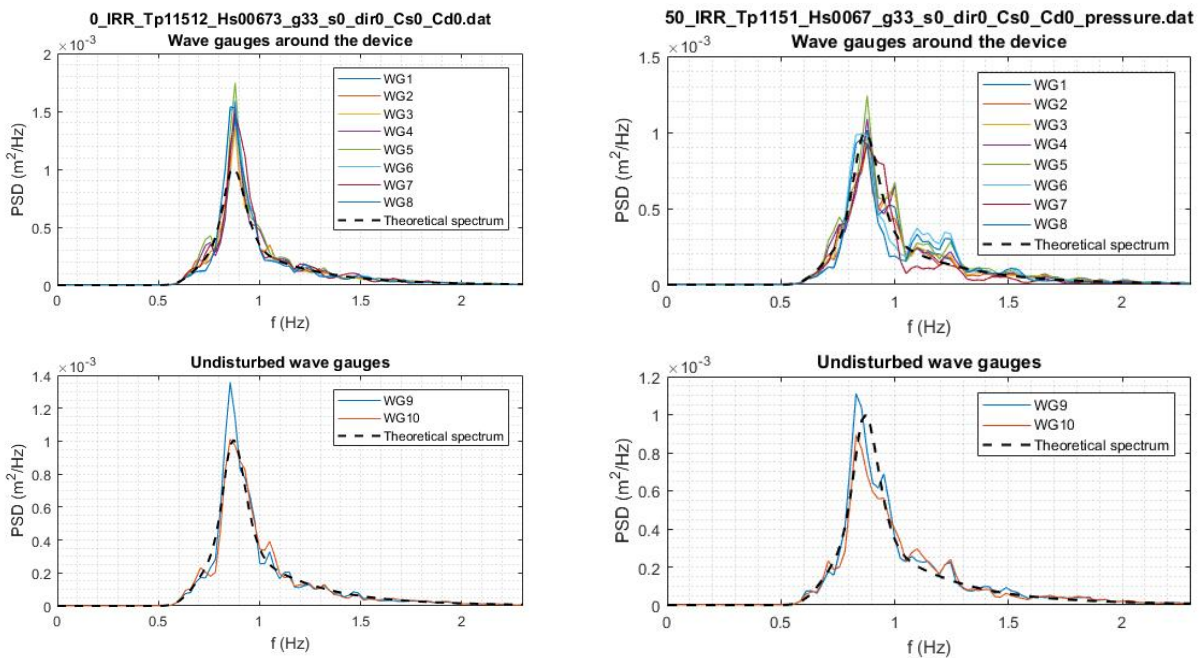 0_IRR_Tp11512_Hs00673_g33_s0_dir0_Cs0_Cd0.dat
×10-3
Wave gauges around the device
2
1.5
1
0.5
0
PSD (m2/Hz)
WG1
WG2
WG3
WG4
WG5
WG6
WG7
WG8
Theoretical spectrum
0
0.5
1
1.5
2
f (Hz)
50_IRR_Tp1151_Hs0067_g33_s0_dir0_Cs0_Cd0_pressure.dat
×10-3
Wave gauges around the device
1.5
1
0.5
0
PSD (m2/Hz)
WG1
WG2
WG3
WG4
WG5
WG6
WG7
WG8
Theoretical spectrum
0
0.5
1
1.5
2
f (Hz)
×10-3
Undisturbed wave gauges
1.4
1.2
1
0.8
0.6
0.4
0.2
0
PSD (m2/Hz)
WG9
WG10
Theoretical spectrum
0
0.5
1
1.5
2
f (Hz)
×10-3
Undisturbed wave gauges
1.2
1
0.8
0.6
0.4
0.2
0
PSD (m2/Hz)
WG9
WG10
Theoretical spectrum
0
0.5
1
1.5
2
f (Hz)